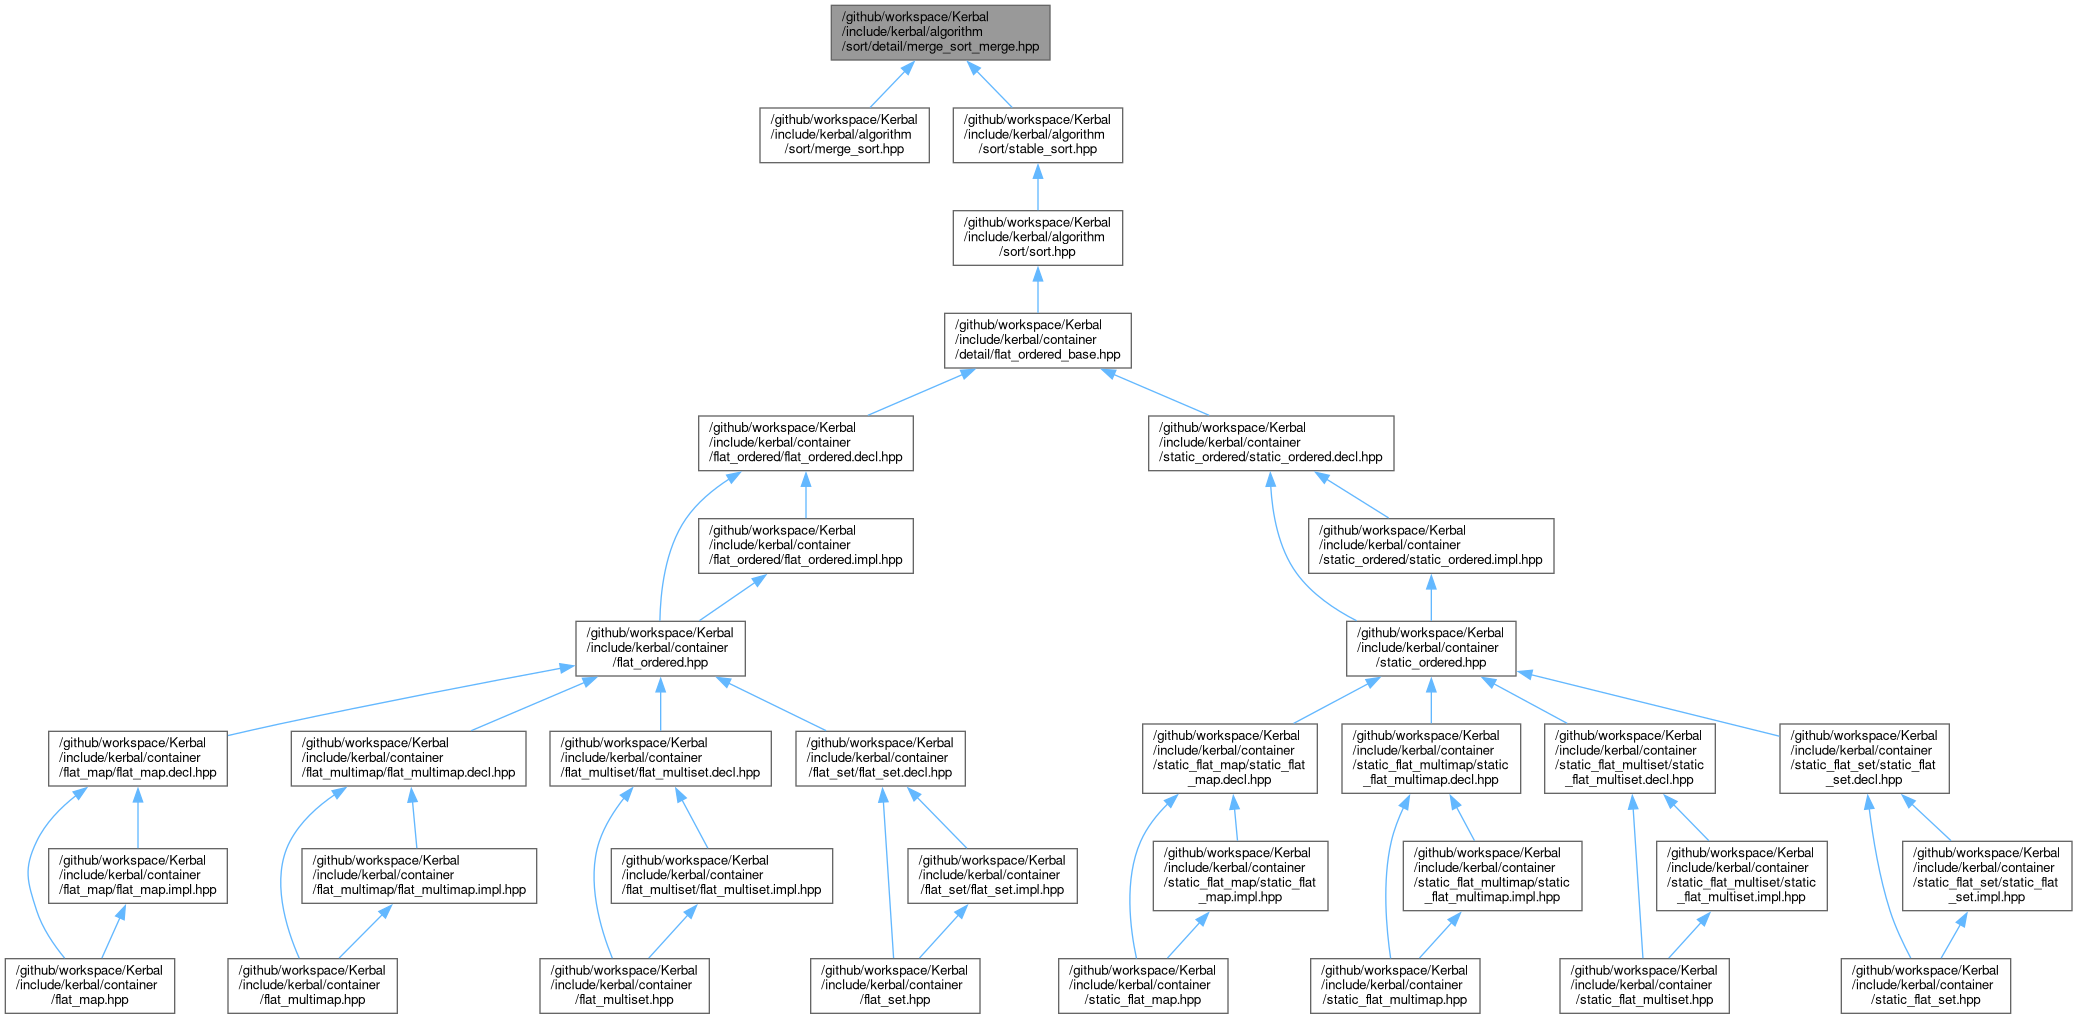 /github/workspace/Kerbal
/include/kerbal/algorithm
/sort/detail/merge_sort_merge.hpp
/github/workspace/Kerbal
/include/kerbal/algorithm
/sort/merge_sort.hpp
/github/workspace/Kerbal
/include/kerbal/algorithm
/sort/stable_sort.hpp
/github/workspace/Kerbal
/include/kerbal/algorithm
/sort/sort.hpp
/github/workspace/Kerbal
/include/kerbal/container
/detail/flat_ordered_base.hpp
/github/workspace/Kerbal
/include/kerbal/container
/flat_ordered/flat_ordered.decl.hpp
/github/workspace/Kerbal
/include/kerbal/container
/static_ordered/static_ordered.decl.hpp
/github/workspace/Kerbal
/include/kerbal/container
/flat_ordered/flat_ordered.impl.hpp
/github/workspace/Kerbal
/include/kerbal/container
/static_ordered/static_ordered.impl.hpp
/github/workspace/Kerbal
/include/kerbal/container
/flat_ordered.hpp
/github/workspace/Kerbal
/include/kerbal/container
/static_ordered.hpp
/github/workspace/Kerbal
/include/kerbal/container
/flat_map/flat_map.decl.hpp
/github/workspace/Kerbal
/include/kerbal/container
/flat_multimap/flat_multimap.decl.hpp
/github/workspace/Kerbal
/include/kerbal/container
/flat_multiset/flat_multiset.decl.hpp
/github/workspace/Kerbal
/include/kerbal/container
/flat_set/flat_set.decl.hpp
/github/workspace/Kerbal
/include/kerbal/container
/static_flat_map/static_flat
_map.decl.hpp
/github/workspace/Kerbal
/include/kerbal/container
/static_flat_multimap/static
_flat_multimap.decl.hpp
/github/workspace/Kerbal
/include/kerbal/container
/static_flat_multiset/static
_flat_multiset.decl.hpp
/github/workspace/Kerbal
/include/kerbal/container
/static_flat_set/static_flat
_set.decl.hpp
/github/workspace/Kerbal
/include/kerbal/container
/flat_map/flat_map.impl.hpp
/github/workspace/Kerbal
/include/kerbal/container
/flat_multimap/flat_multimap.impl.hpp
/github/workspace/Kerbal
/include/kerbal/container
/flat_multiset/flat_multiset.impl.hpp
/github/workspace/Kerbal
/include/kerbal/container
/flat_set/flat_set.impl.hpp
/github/workspace/Kerbal
/include/kerbal/container
/static_flat_map/static_flat
_map.impl.hpp
/github/workspace/Kerbal
/include/kerbal/container
/static_flat_multimap/static
_flat_multimap.impl.hpp
/github/workspace/Kerbal
/include/kerbal/container
/static_flat_multiset/static
_flat_multiset.impl.hpp
/github/workspace/Kerbal
/include/kerbal/container
/static_flat_set/static_flat
_set.impl.hpp
/github/workspace/Kerbal
/include/kerbal/container
/flat_map.hpp
/github/workspace/Kerbal
/include/kerbal/container
/flat_multimap.hpp
/github/workspace/Kerbal
/include/kerbal/container
/flat_multiset.hpp
/github/workspace/Kerbal
/include/kerbal/container
/flat_set.hpp
/github/workspace/Kerbal
/include/kerbal/container
/static_flat_map.hpp
/github/workspace/Kerbal
/include/kerbal/container
/static_flat_multimap.hpp
/github/workspace/Kerbal
/include/kerbal/container
/static_flat_multiset.hpp
/github/workspace/Kerbal
/include/kerbal/container
/static_flat_set.hpp